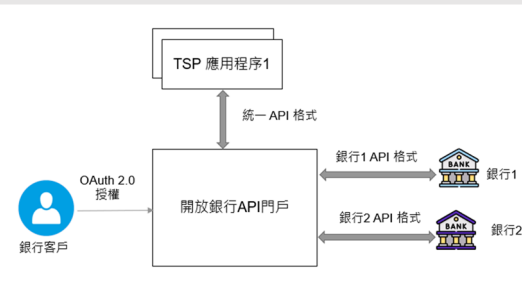 TSP 應用程序1
統一 API 格式
銀行1 API 格式
BANK
銀行1
OAuth 2.0
授權
開放銀行API門戶
銀行2 API 格式
BANK
銀行2
銀行客戶